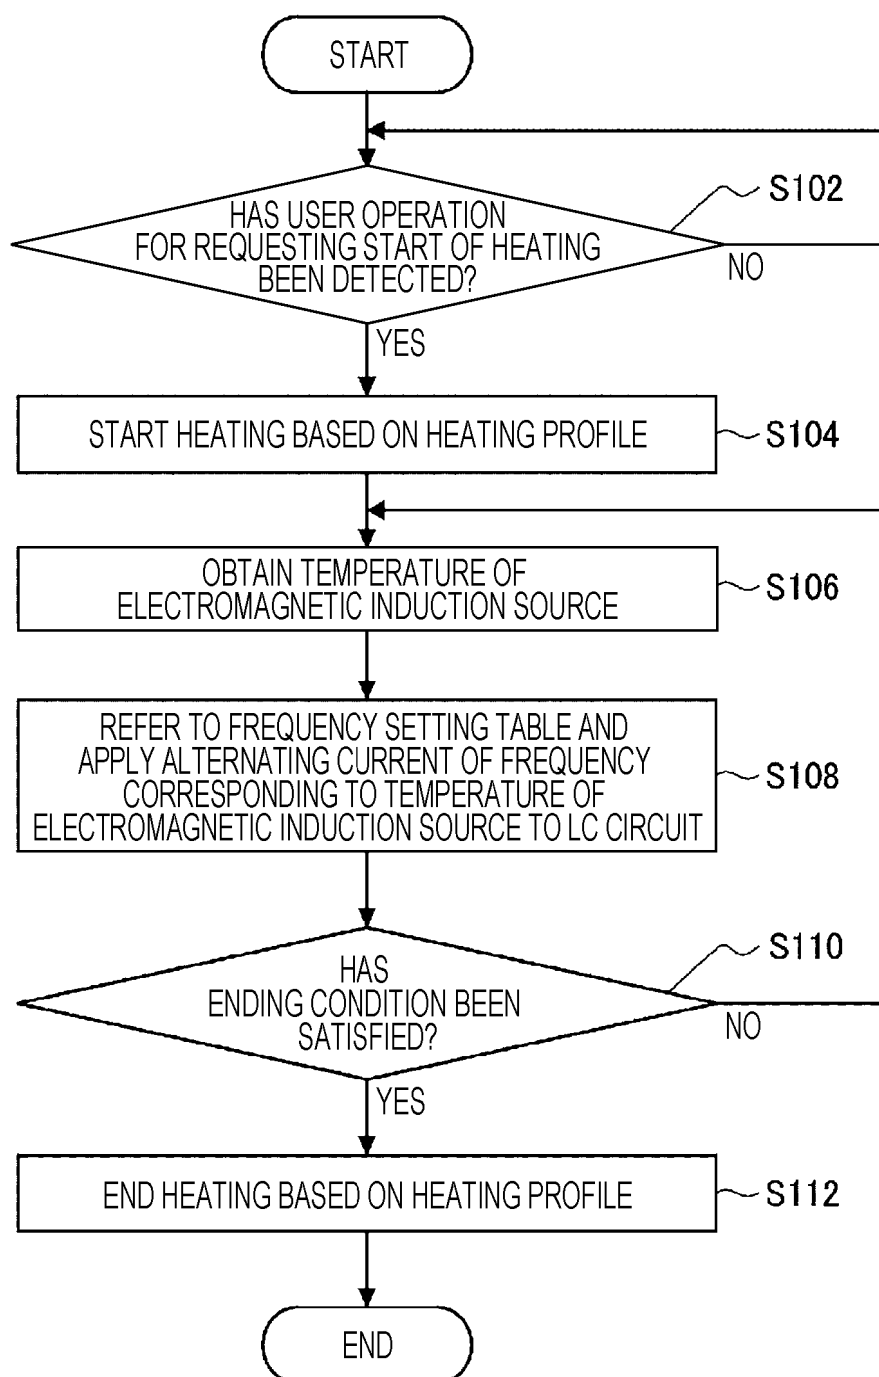 START
HAS USER OPERATION
FOR REQUESTING START OF HEATING
BEEN DETECTED?
S102
NO
YES
START HEATING BASED ON HEATING PROFILE
S104
OBTAIN TEMPERATURE OF
ELECTROMAGNETIC INDUCTION SOURCE
S106
REFER TO FREQUENCY SETTING TABLE AND
APPLY ALTERNATING CURRENT OF FREQUENCY
CORRESPONDING TO TEMPERATURE OF
ELECTROMAGNETIC INDUCTION SOURCE TO LC CIRCUIT
S108
HAS
ENDING CONDITION BEEN
SATISFIED?
S110
NO
YES
END HEATING BASED ON HEATING PROFILE
S112
END